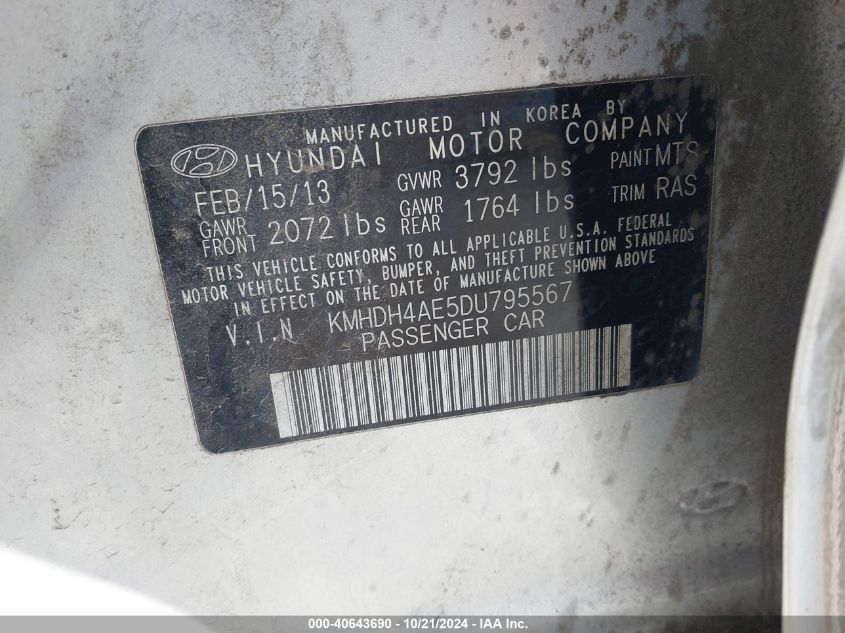 MANUFACTURED IN KOREA BY
HYUNDAI MOTOR COMPANY
FEB/15/13 GVWR 3792 lbs PAINT MTS
GAWR FRONT 2072 lbs GAWR REAR 1764 lbs TRIM RAS
THIS VEHICLE CONFORMS TO ALL APPLICABLE U.S.A. FEDERAL
MOTOR VEHICLE SAFETY, BUMPER, AND THEFT PREVENTION STANDARDS
IN EFFECT ON THE DATE OF MANUFACTURE SHOWN ABOVE
V.I.N KMHDH4AE5DU795567
PASSENGER CAR
000-40643690 - 10/21/2024 - IAA, Inc.